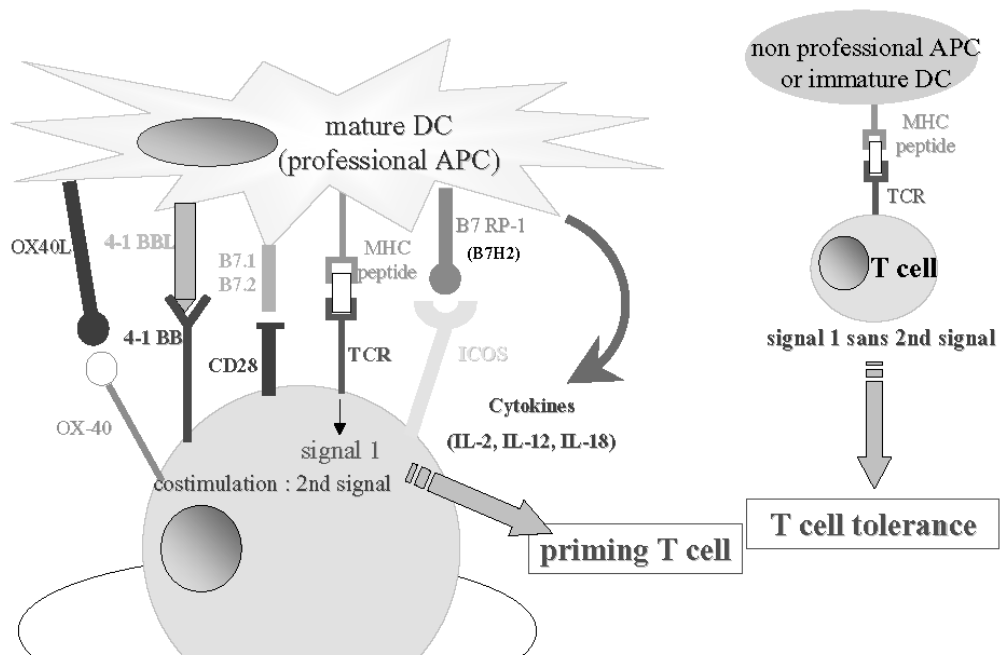 non professional APC
or immature DC
mature DC
(professional APC)
MHC
peptide
TCR
OX40L
4-1 BBL
B7.1
B7.2
MHC
peptide
B7 RP-1
(B7H2)
T cell
4-1 BB
CD28
TCR
ICOS
signal 1 sans 2nd signal
OX-40
Cytokines
(IL-2, IL-12, IL-18)
signal 1
costimulation : 2nd signal
priming T cell
T cell tolerance